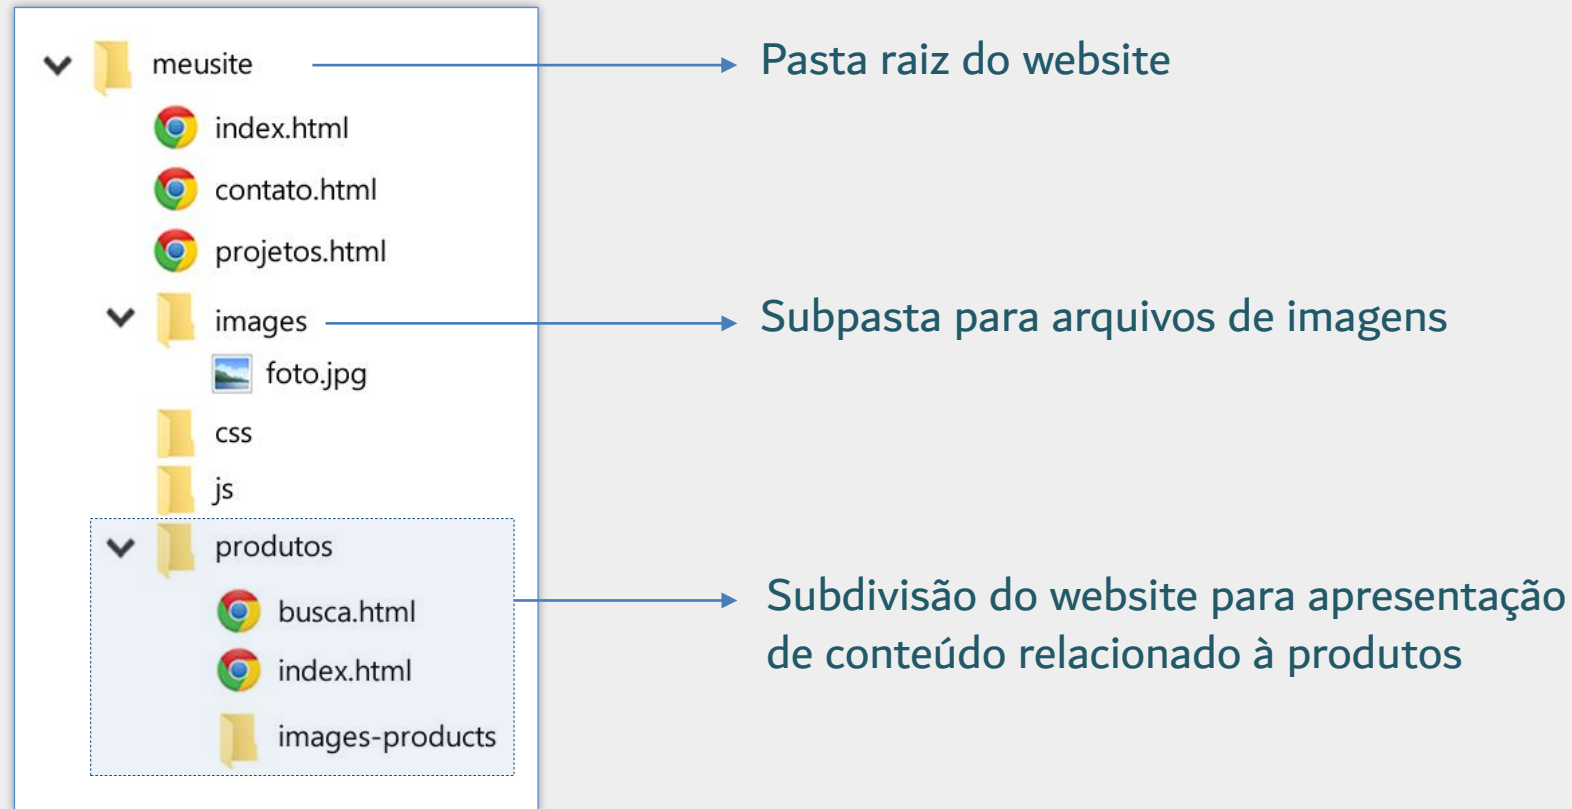 meusite
Pasta raiz do website
index.html
contato.html
projetos.html
images
Subpasta para arquivos de imagens
foto.jpg
css
js
produtos
busca.html
Subdivisão do website para apresentação
de conteúdo relacionado à produtos
index.html
images-products